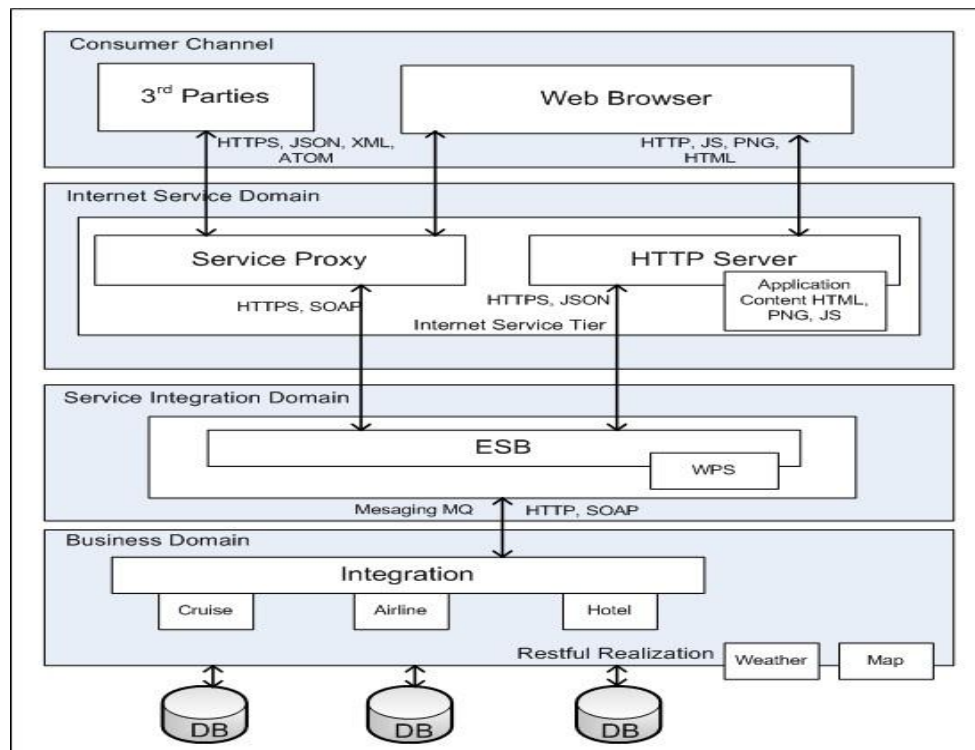 Consumer Channel
3rd Parties
Web Browser
HTTPS, JSON, XML,
ATOM
HTTP, JS, PNG,
HTML
Internet Service Domain
Service Proxy
HTTP Server
Application
Content HTML,
PNG, JS
HTTPS, SOAP
HTTPS, JSON
Internet Service Tier
Service Integration Domain
ESB
WPS
Mesaging MQ
HTTP, SOAP
Business Domain
Integration
Cruise
Airline
Hotel
Restful Realization
Weather
Map
DB
DB
DB